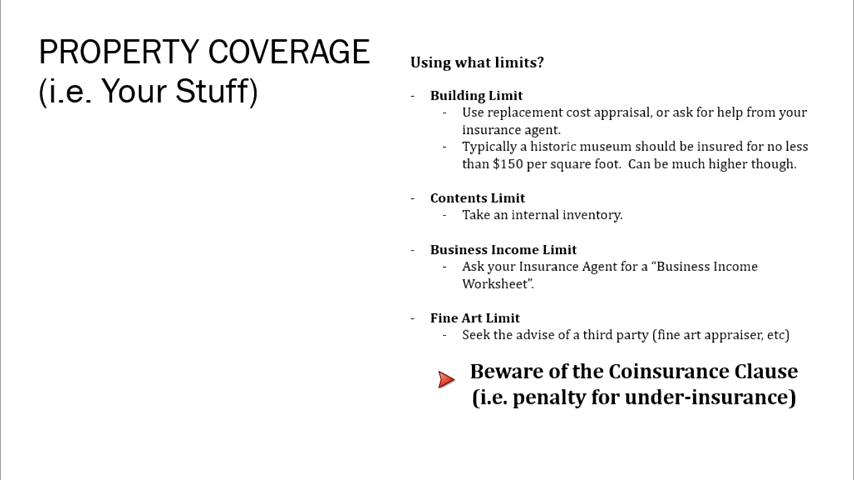 PROPERTY COVERAGE
(i.e. Your Stuff)
Using what limits?
- Building Limit
- Use replacement cost appraisal, or ask for help from your
insurance agent.
- Typically a historic museum should be insured for no less
than $150 per square foot.  Can be much higher though.
- Contents Limit
- Take an internal inventory.
- Business Income Limit
- Ask your Insurance Agent for a “Business Income
Worksheet”.
- Fine Art Limit
- Seek the advise of a third party (fine art appraiser, etc)
Beware of the Coinsurance Clause
(i.e. penalty for under-insurance)